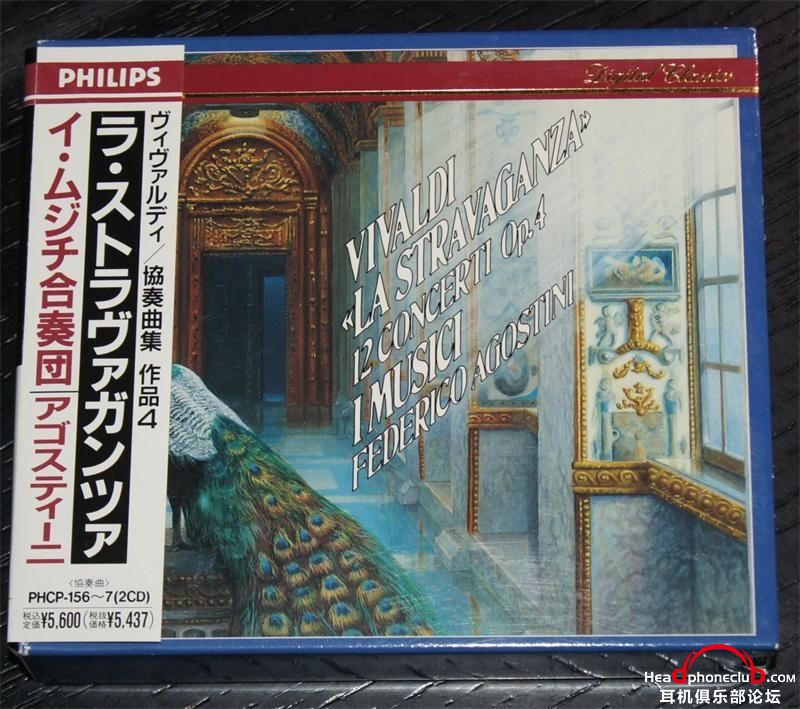 PHILIPS
Digital Classics
ヴィヴァルディ/協奏曲集 作品4
ラ・ストラヴァガンツァ
イ・ムジチ合奏団|アゴスティーニ
〈協奏曲〉
PHCP-156〜7(2CD)
税込定価¥5,600(税抜価格¥5,437)
VIVALDI
«LA STRAVAGANZA»
12 CONCERTI Op.4
I MUSICI
FEDERICO AGOSTINI
Headphoneclub.com
耳机俱乐部论坛